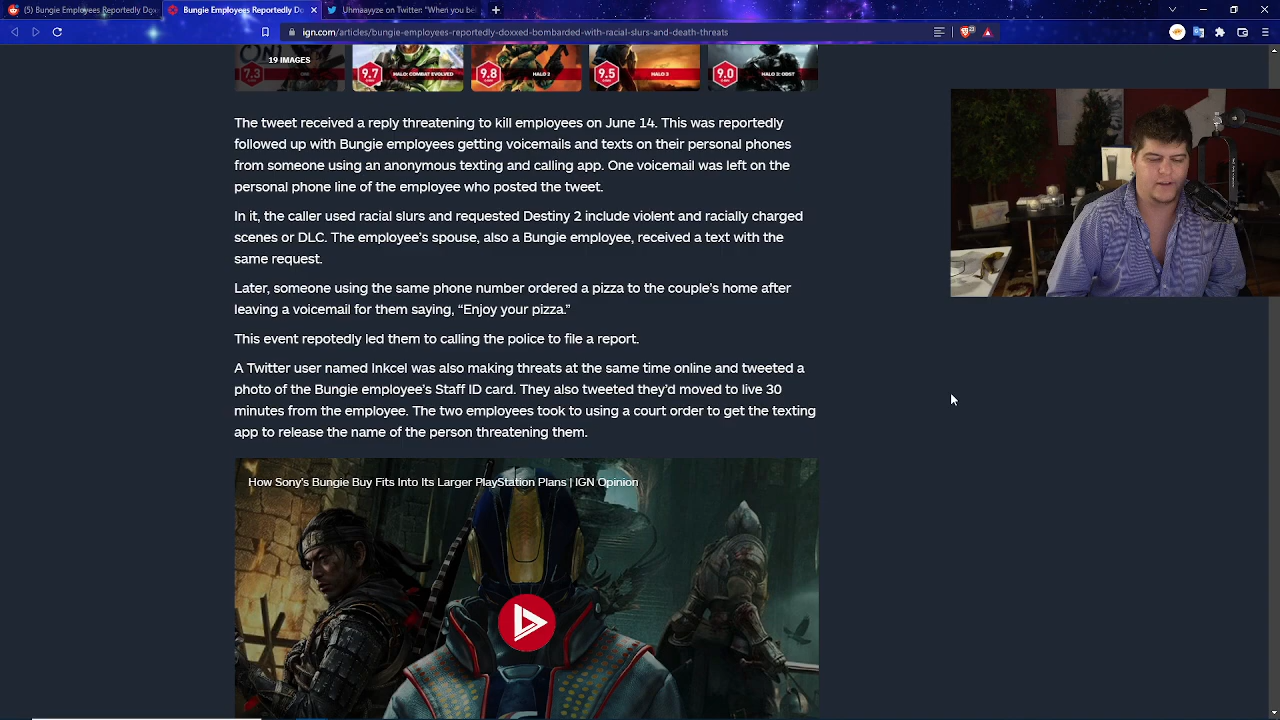 (5) Bungie Employees Reportedly Dox
Bungie Employees Reportedly Do
Uhmaayyze on Twitter: "When you be
ign.com/articles/bungie-employees-reportedly-doxxed-bombarded-with-racial-slurs-and-death-threats
23
19 IMAGES
7.3
9.7 HALO: COMBAT EVOLVED
9.8 HALO 2
9.5 HALO 3
9.0 HALO 3: ODST
The tweet received a reply threatening to kill employees on June 14. This was reportedly
followed up with Bungie employees getting voicemails and texts on their personal phones
from someone using an anonymous texting and calling app. One voicemail was left on the
personal phone line of the employee who posted the tweet.
In it, the caller used racial slurs and requested Destiny 2 include violent and racially charged
scenes or DLC. The employee's spouse, also a Bungie employee, received a text with the
same request.
Later, someone using the same phone number ordered a pizza to the couple's home after
leaving a voicemail for them saying, "Enjoy your pizza."
This event repotedly led them to calling the police to file a report.
A Twitter user named Inkcel was also making threats at the same time online and tweeted a
photo of the Bungie employee's Staff ID card. They also tweeted they'd moved to live 30
minutes from the employee. The two employees took to using a court order to get the texting
app to release the name of the person threatening them.
How Sony's Bungie Buy Fits Into Its Larger PlayStation Plans | IGN Opinion